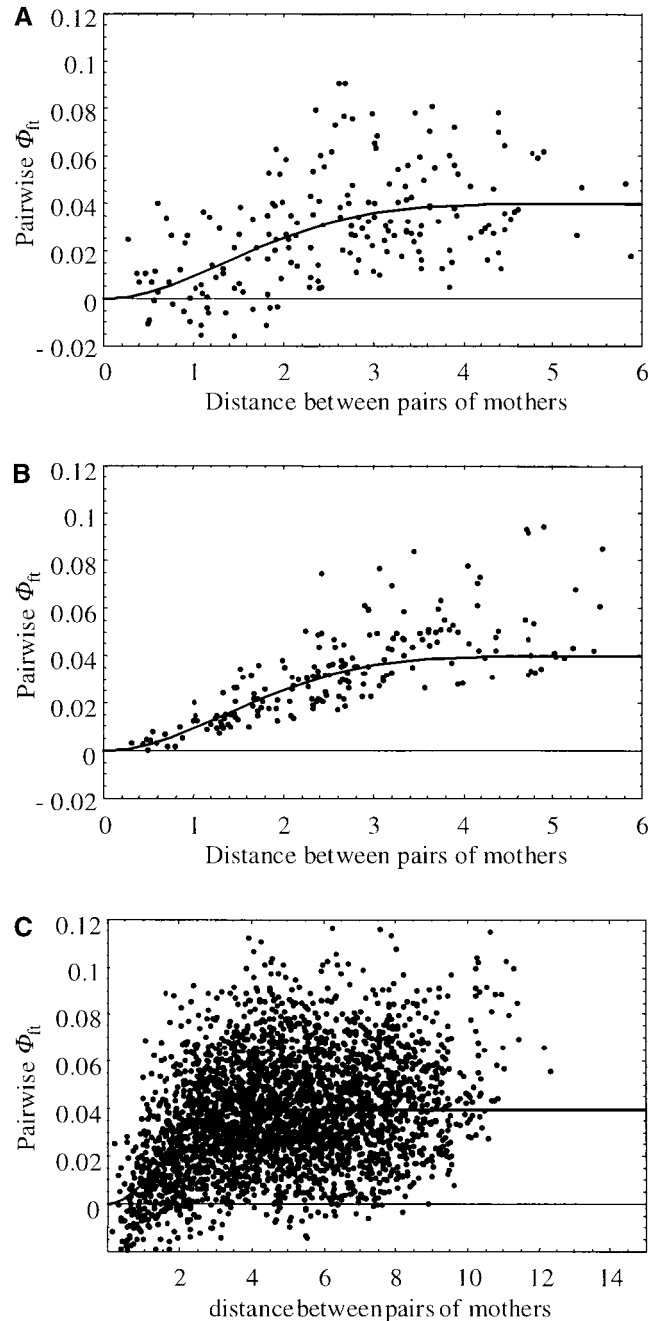 A
0.12
0.1
0.08
0.06
0.04
0.02
0
- 0.02
Pairwise Φft
0 1 2 3 4 5 6
Distance between pairs of mothers
B
0.12
0.1
0.08
0.06
0.04
0.02
0
- 0.02
Pairwise Φft
0 1 2 3 4 5 6
Distance between pairs of mothers
C
0.12
0.1
0.08
0.06
0.04
0.02
0
Pairwise Φft
2 4 6 8 10 12 14
distance between pairs of mothers